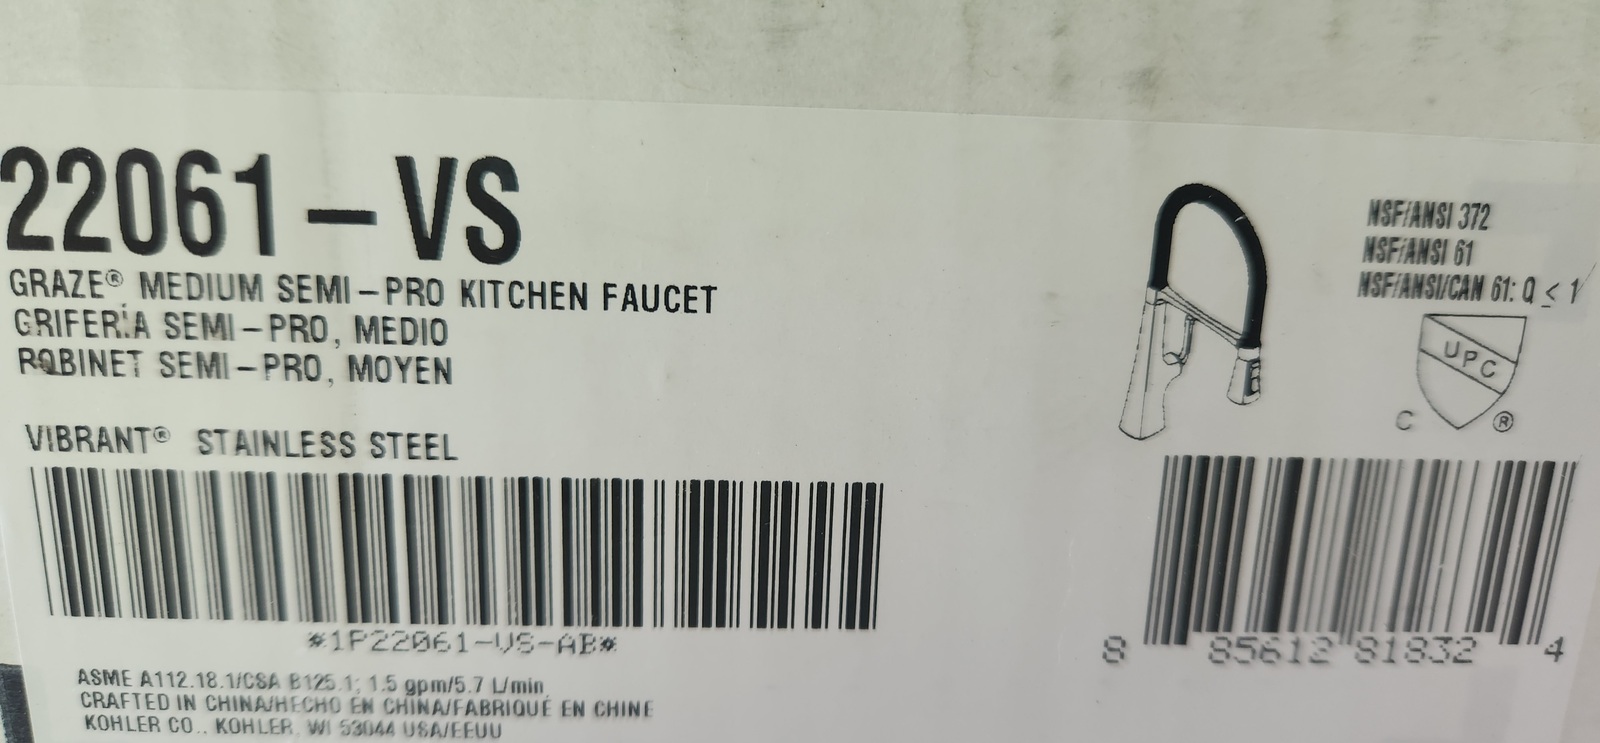 22061-VS
GRAZE® MEDIUM SEMI-PRO KITCHEN FAUCET
GRIFERÍA SEMI-PRO, MEDIO
ROBINET SEMI-PRO, MOYEN
VIBRANT® STAINLESS STEEL
*1P22061-VS-AB*
ASME A112.18.1/CSA B125.1; 1.5 gpm/5.7 L/min
CRAFTED IN CHINA/HECHO EN CHINA/FABRIQUÉ EN CHINE
KOHLER CO., KOHLER, WI 53044 USA/EEUU
NSF/ANSI 372
NSF/ANSI 61
NSF/ANSI/CAN 61: Q ≤ 1
UPC
C ®
8 85612 81832 4